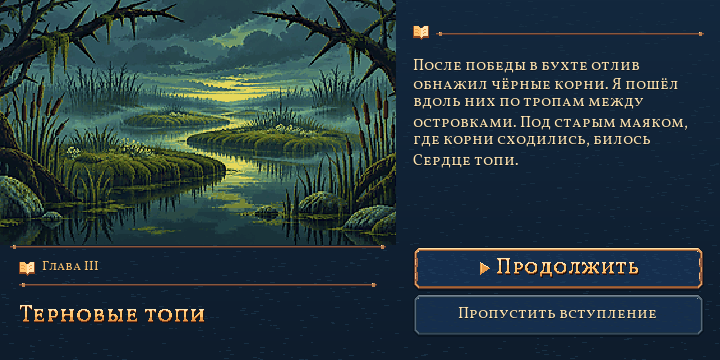 Глава III
Терновые топи
После победы в бухте отлив
обнажил чёрные корни. Я пошёл
вдоль них по тропам между
островками. Под старым маяком,
где корни сходились, билось
Сердце топи.
Продолжить
Пропустить вступление